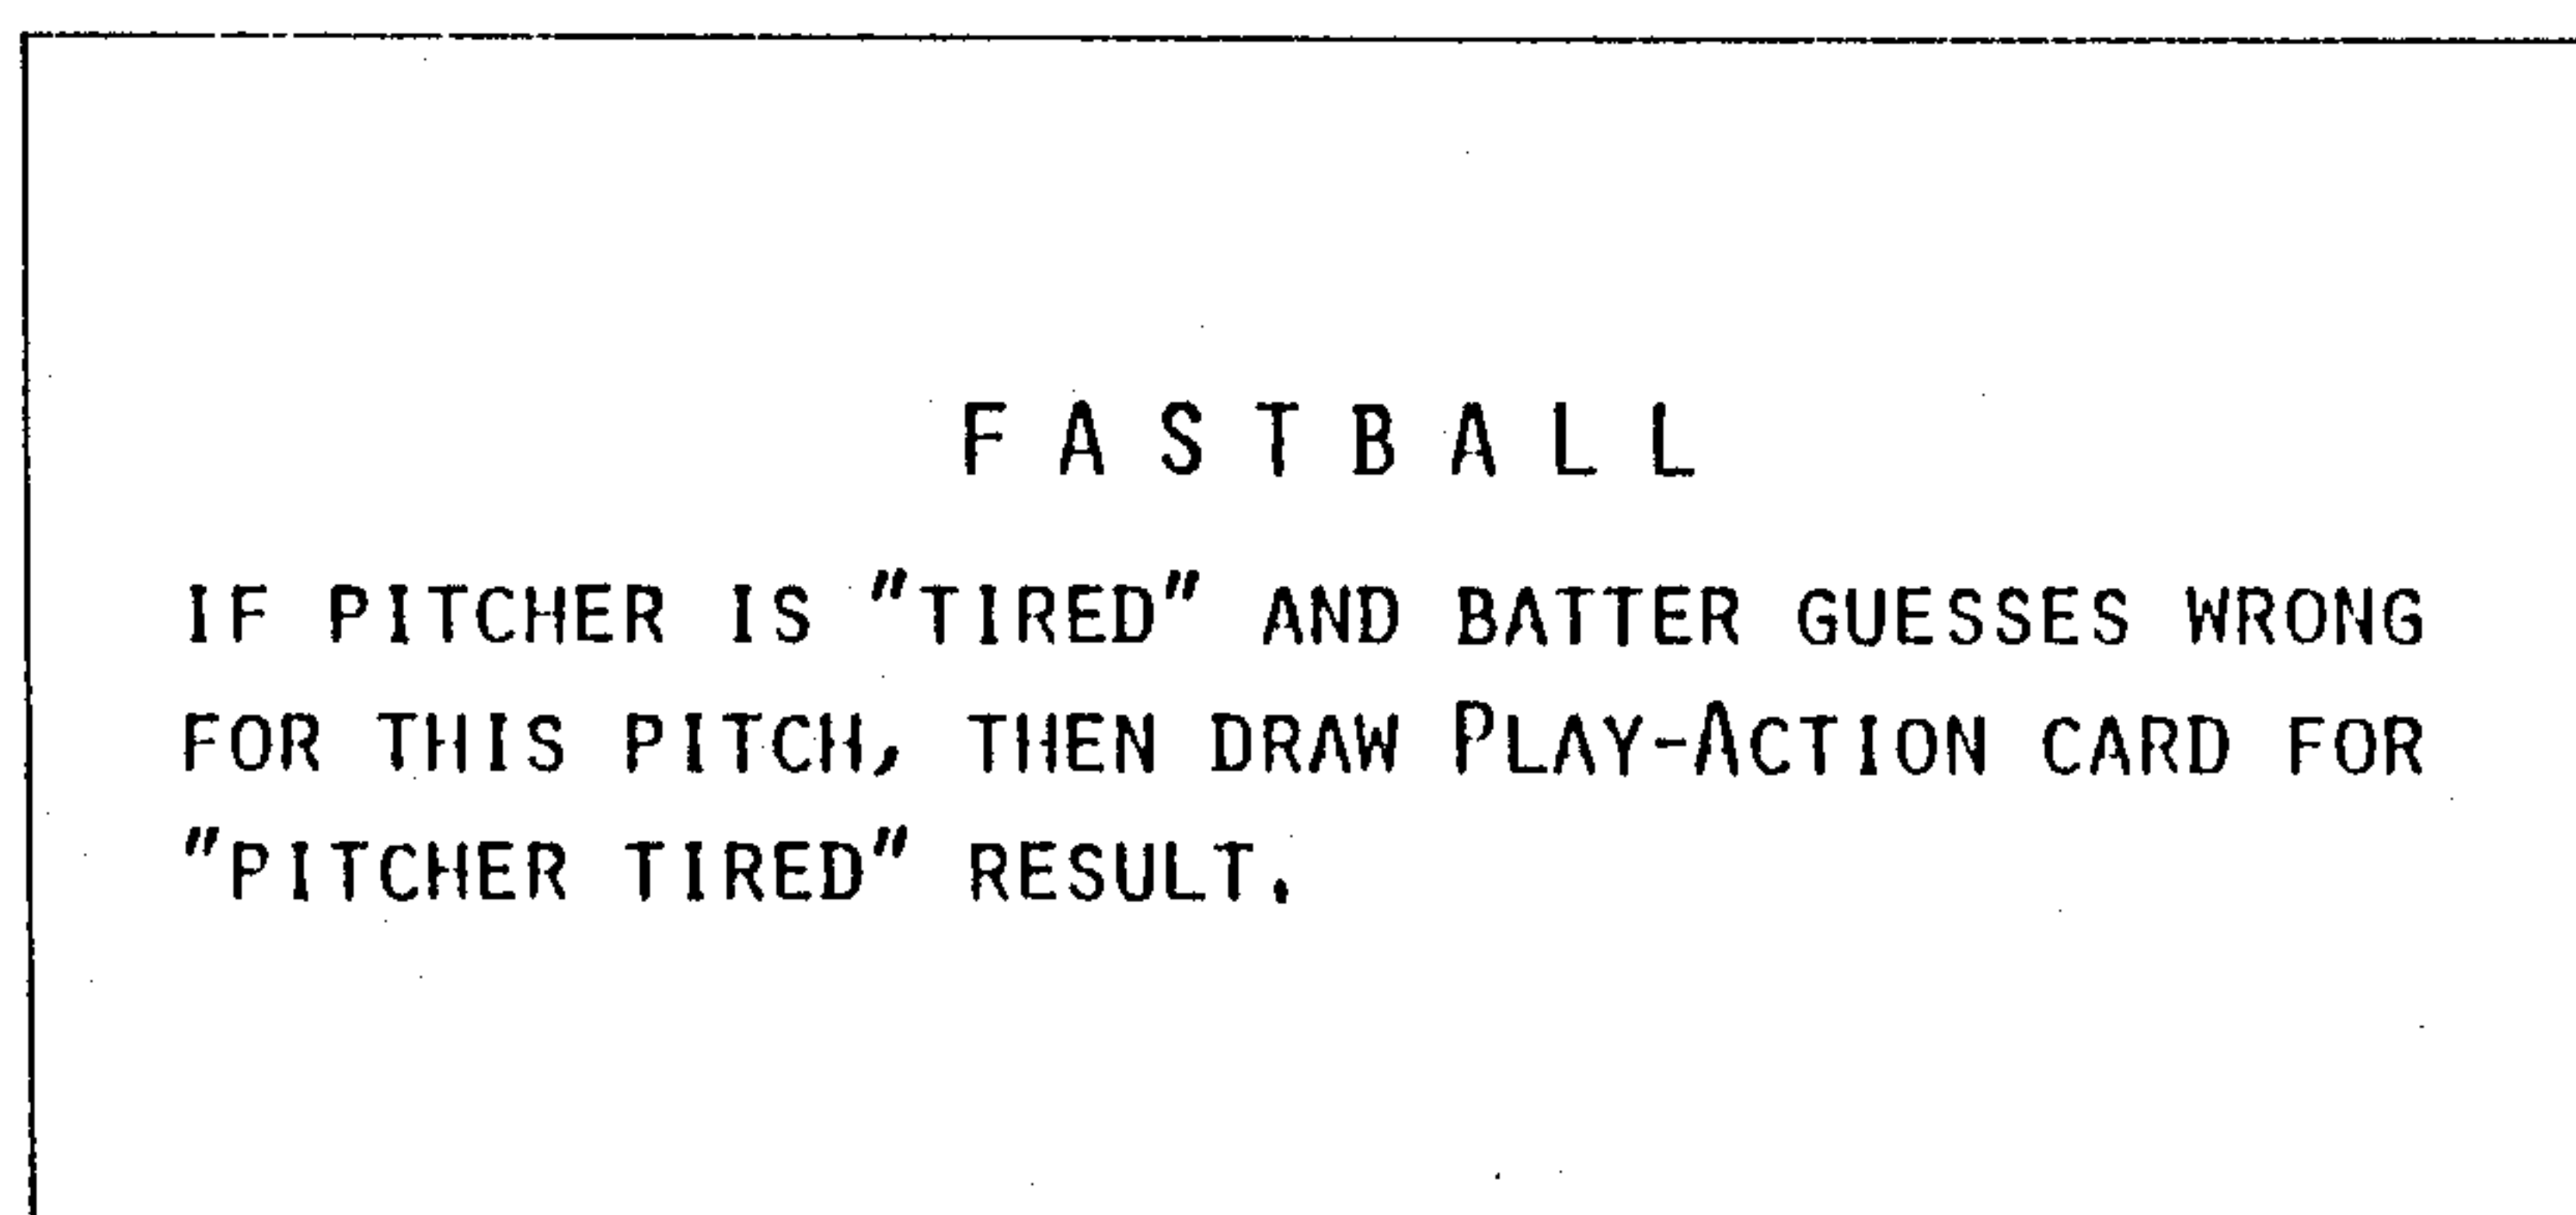 F A S T B A L L
IF PITCHER IS "TIRED" AND BATTER GUESSES WRONG
FOR THIS PITCH, THEN DRAW PLAY-ACTION CARD FOR
"PITCHER TIRED" RESULT.